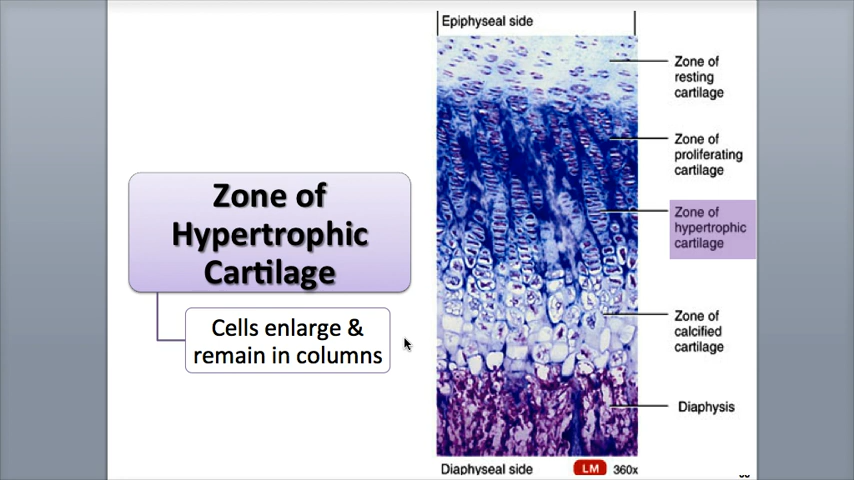 Zone of
Hypertrophic
Cartilage
Cells enlarge &
remain in columns
Epiphyseal side
Zone of
resting
cartilage
Zone of
proliferating
cartilage
Zone of
hypertrophic
cartilage
Zone of
calcified
cartilage
Diaphysis
Diaphyseal side
LM 360x